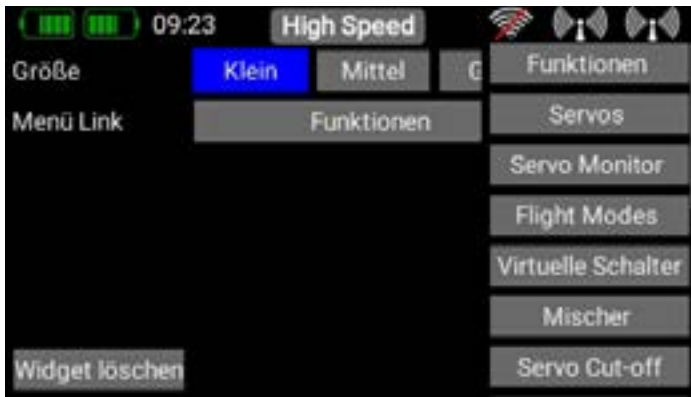 09:23 High Speed
Größe Klein Mittel
Menü Link Funktionen
Widget löschen
Funktionen
Servos
Servo Monitor
Flight Modes
Virtuelle Schalter
Mischer
Servo Cut-off